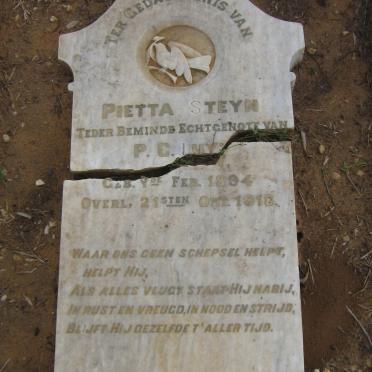 TER GEDACHTENIS VAN
PIETTA STEYN
TEDER BEMINDE ECHTGENOTE VAN
P. C.
GEB. FEB. 1894
OVERL. 21STEN OKT. 1918.
WAAR ONS GEEN SCHEPSEL HELPT,
HELPT HIJ,
ALS ALLES VLUGT STAAT HIJ NABIJ,
IN RUST EN VREUGD, IN NOOD EN STRIJD,
BLIJFT HIJ DEZELFDE T' ALLER TIJD.